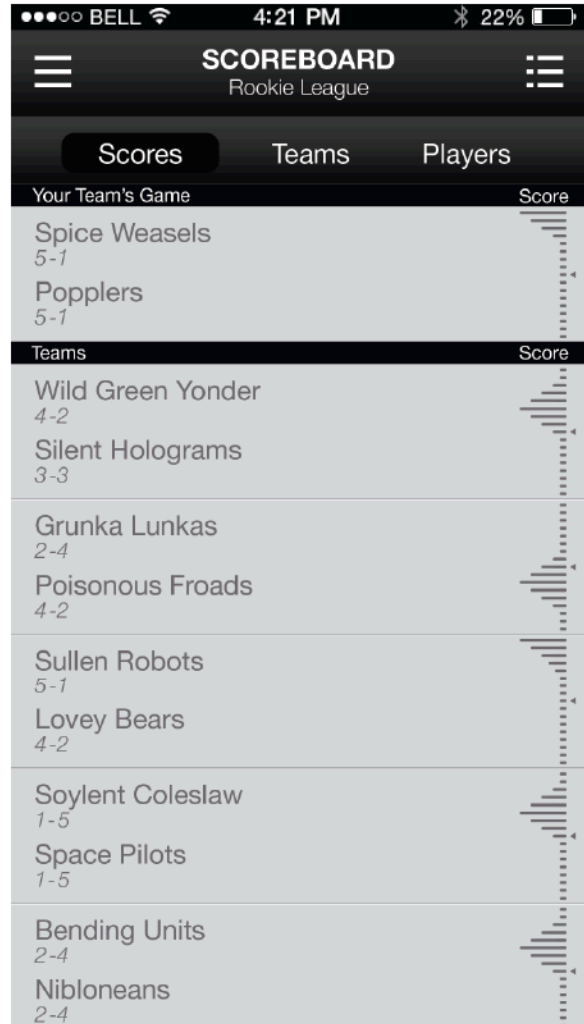 BELL 4:21 PM 22%
SCOREBOARD
Rookie League
Scores Teams Players
Your Team's Game Score
Spice Weasels
5-1
Popplers
5-1
Teams Score
Wild Green Yonder
4-2
Silent Holograms
3-3
Grunka Lunkas
2-4
Poisonous Froads
4-2
Sullen Robots
5-1
Lovey Bears
4-2
Soylent Coleslaw
1-5
Space Pilots
1-5
Bending Units
2-4
Nibloneans
2-4